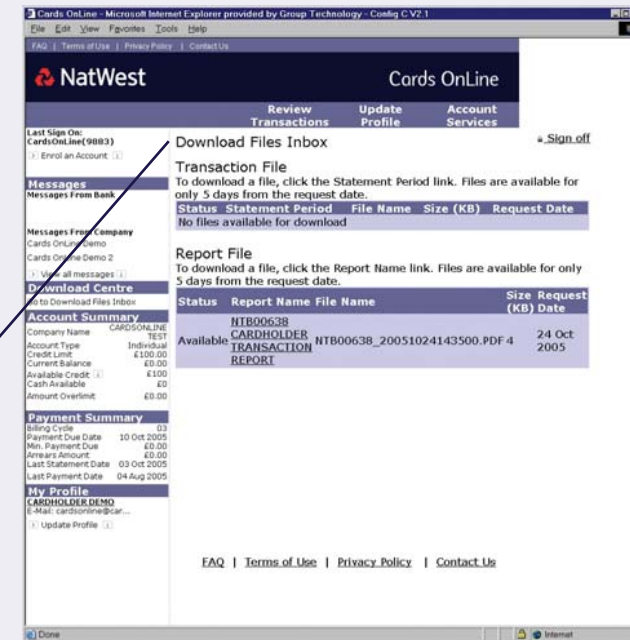 Cards OnLine - Microsoft Internet Explorer provided by Group Technology - Config C V2.1
File Edit View Favorites Tools Help
FAQ | Terms of Use | Privacy Policy | Contact Us
NatWest
Cards OnLine
Review Transactions
Update Profile
Account Services
Last Sign On:
CardsOnLine(9883)
Enrol an Account
Messages
Messages From Bank
Messages From Company
Cards OnLine Demo
Cards OnLine Demo 2
View all messages
Download Centre
Go to Download Files Inbox
Account Summary
Company Name CARDSONLINE TEST
Account Type Individual
Credit Limit £100.00
Current Balance £0.00
Available Credit £100
Cash Available £0
Amount Overlimit £0.00
Payment Summary
Billing Cycle 03
Payment Due Date 10 Oct 2005
Min. Payment Due £0.00
Arrears Amount £0.00
Last Statement Date 03 Oct 2005
Last Payment Date 04 Aug 2005
My Profile
CARDHOLDER DEMO
E-Mail: cardsonline@car...
Update Profile
Download Files Inbox
Sign off
Transaction File
To download a file, click the Statement Period link. Files are available for
only 5 days from the request date.
Status Statement Period File Name Size (KB) Request Date
No files available for download
Report File
To download a file, click the Report Name link. Files are available for only
5 days from the request date.
Status Report Name File Name Size (KB) Request Date
Available NTB00638 CARDHOLDER TRANSACTION REPORT NTB00638_20051024143500.PDF 4 24 Oct 2005
FAQ | Terms of Use | Privacy Policy | Contact Us
Done
Internet